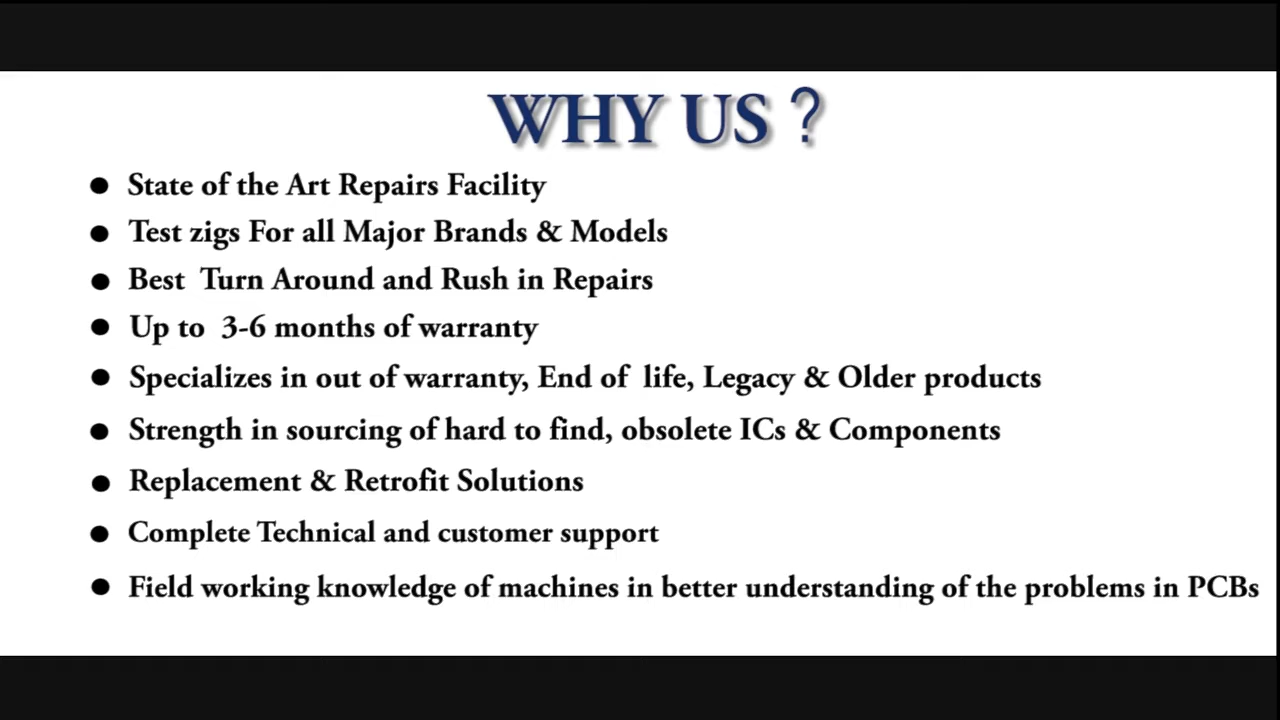 WHY US ?
● State of the Art Repairs Facility
● Test zigs For all Major Brands & Models
● Best Turn Around and Rush in Repairs
● Up to 3-6 months of warranty
● Specializes in out of warranty, End of life, Legacy & Older products
● Strength in sourcing of hard to find, obsolete ICs & Components
● Replacement & Retrofit Solutions
● Complete Technical and customer support
● Field working knowledge of machines in better understanding of the problems in PCBs